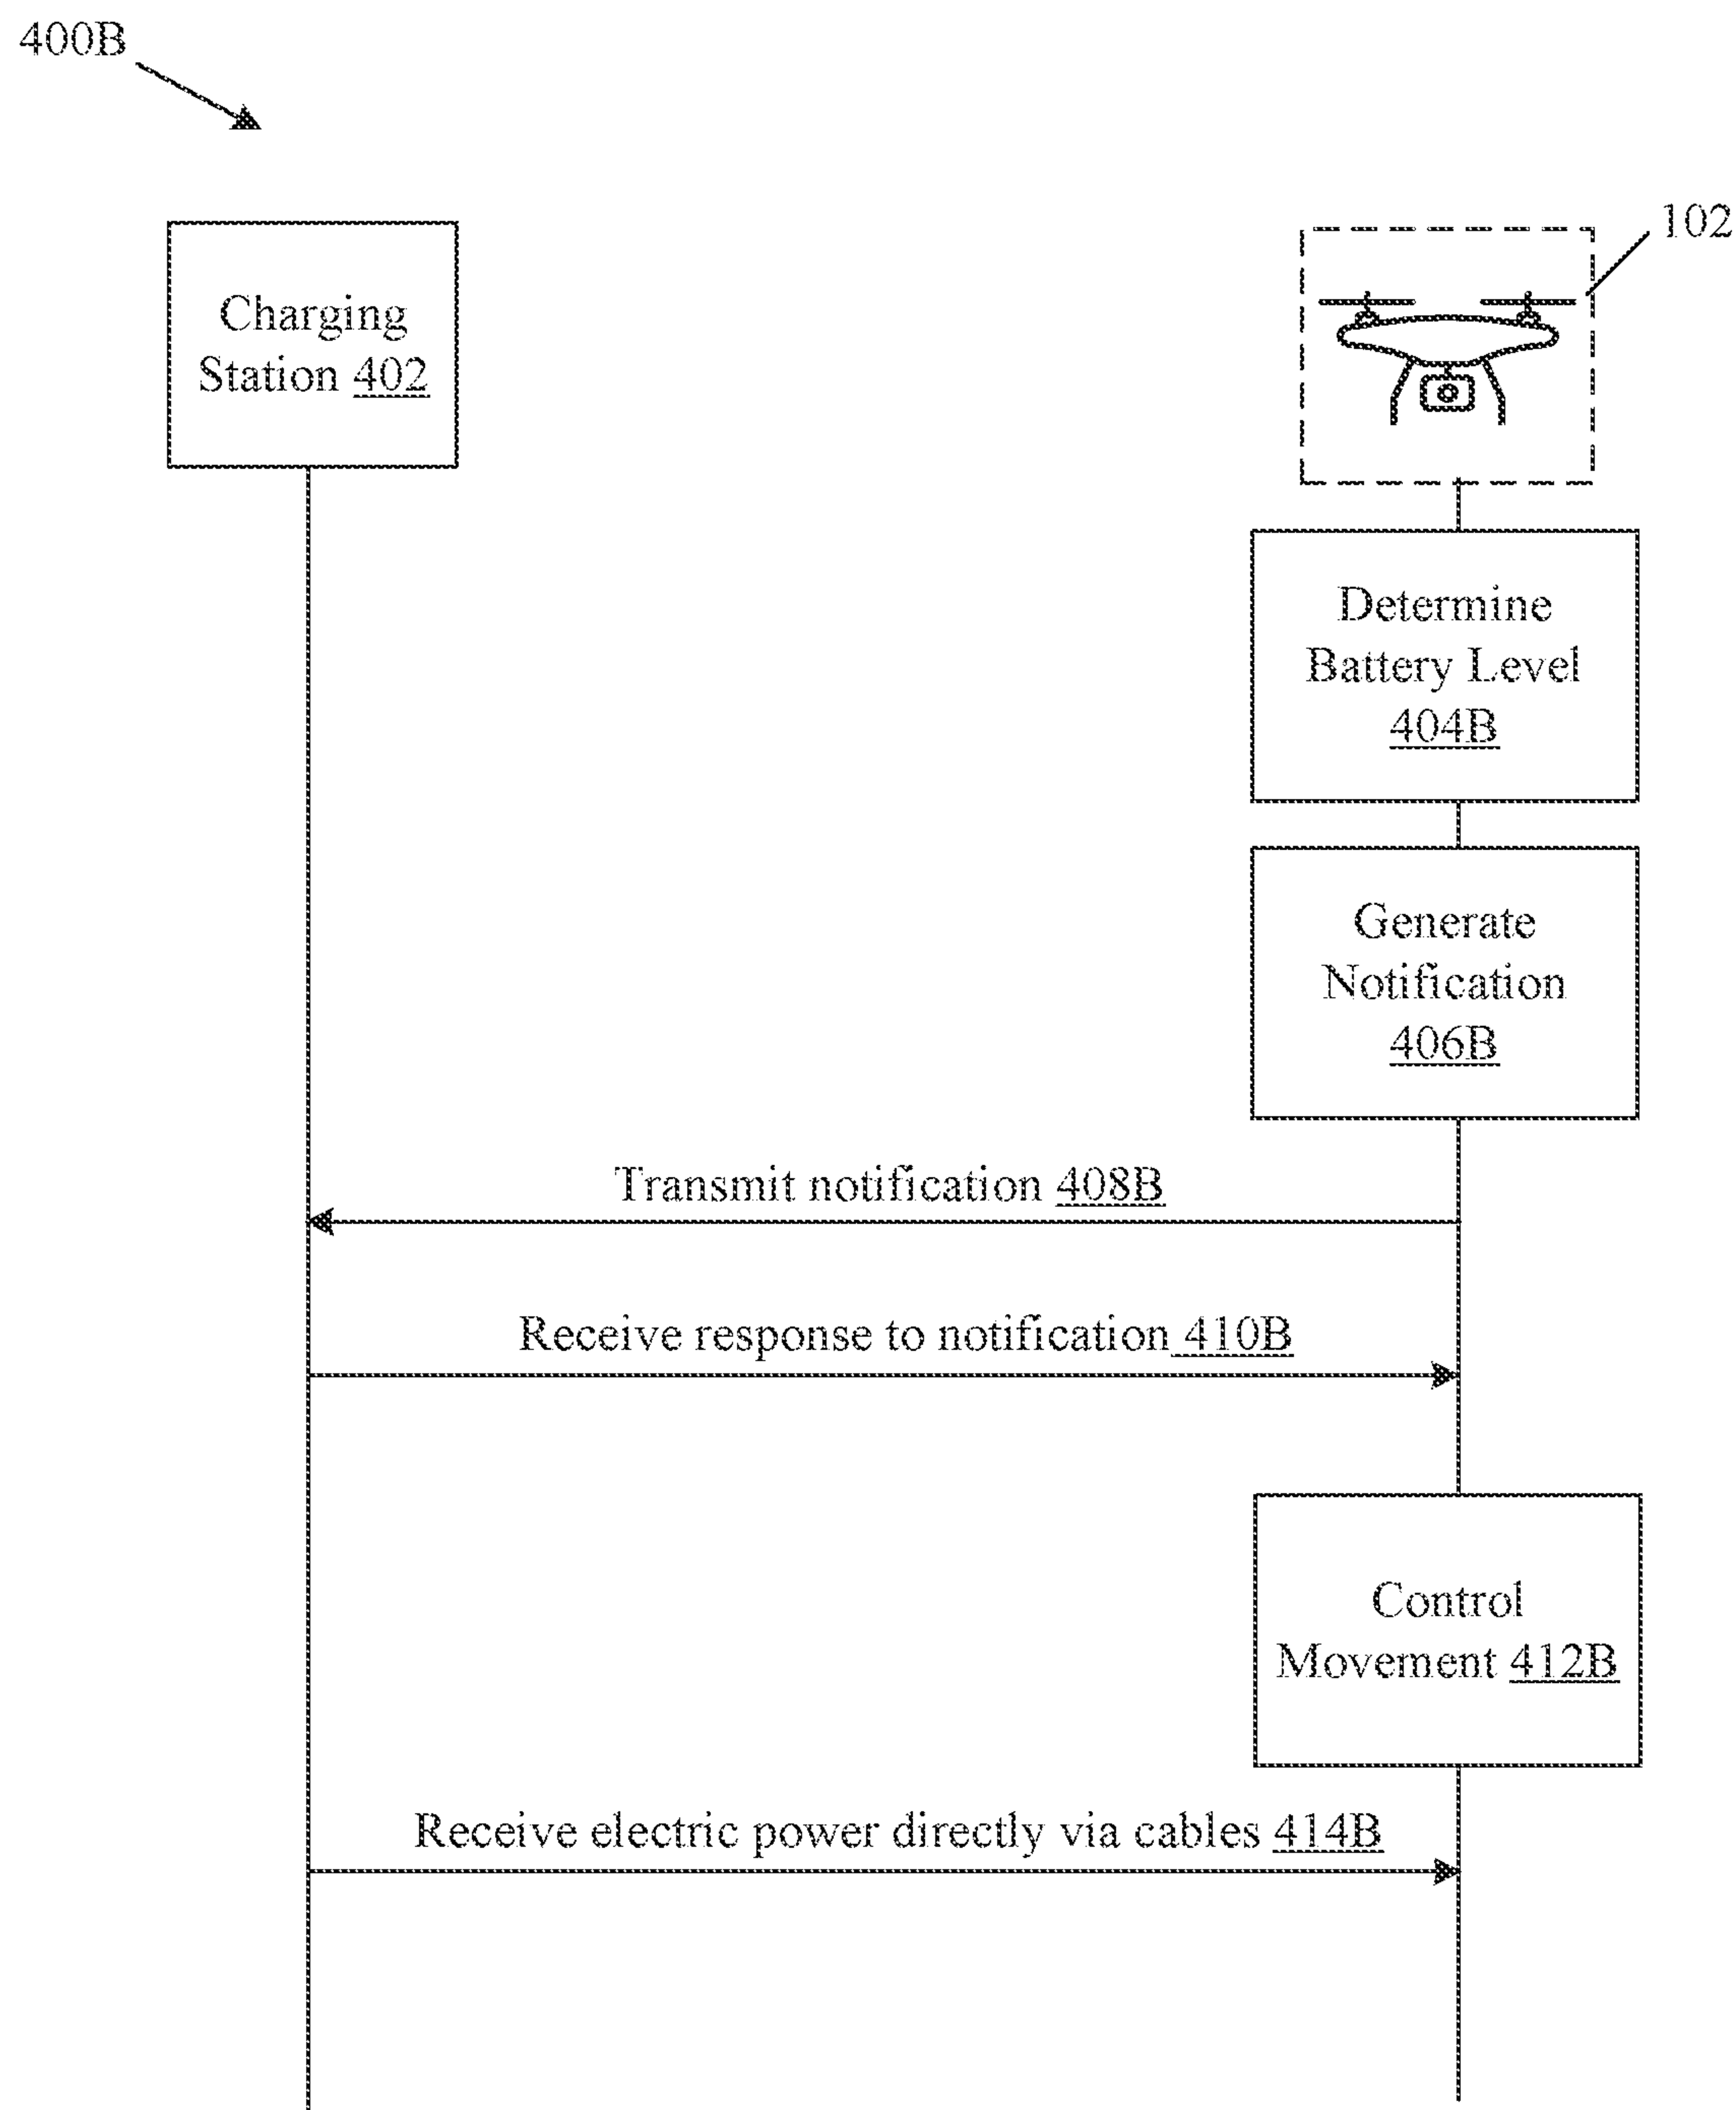 400B
102
Charging
Station 402
Determine
Battery Level
404B
Generate
Notification
406B
Transmit notification 408B
Receive response to notification 410B
Control
Movement 412B
Receive electric power directly via cables 414B